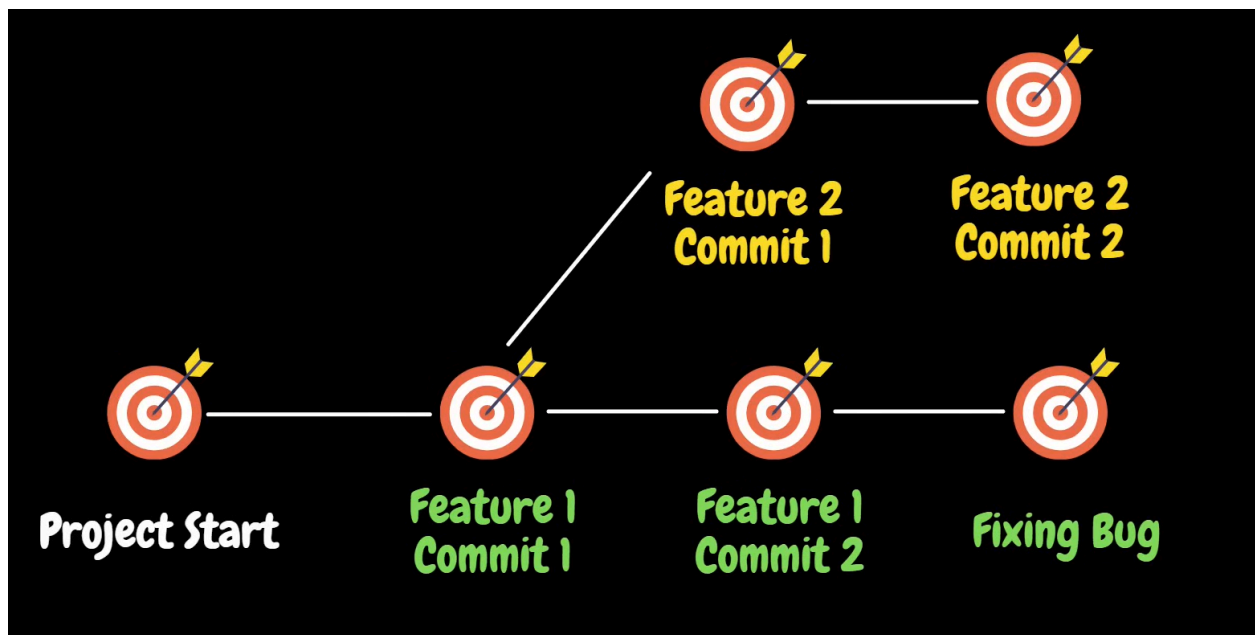 Feature 2
Commit 1
Feature 2
Commit 2
Project Start
Feature 1
Commit 1
Feature 1
Commit 2
Fixing Bug